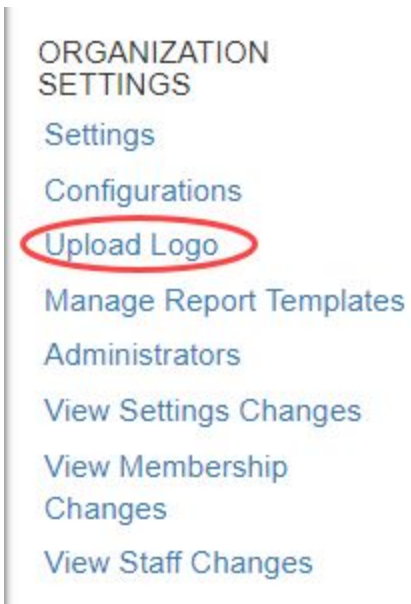 ORGANIZATION
SETTINGS
Settings
Configurations
Upload Logo
Manage Report Templates
Administrators
View Settings Changes
View Membership
Changes
View Staff Changes